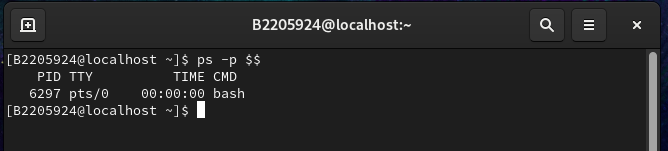 B2205924@localhost:~
[B2205924@localhost ~]$ ps -p $$
    PID TTY          TIME CMD
   6297 pts/0    00:00:00 bash
[B2205924@localhost ~]$